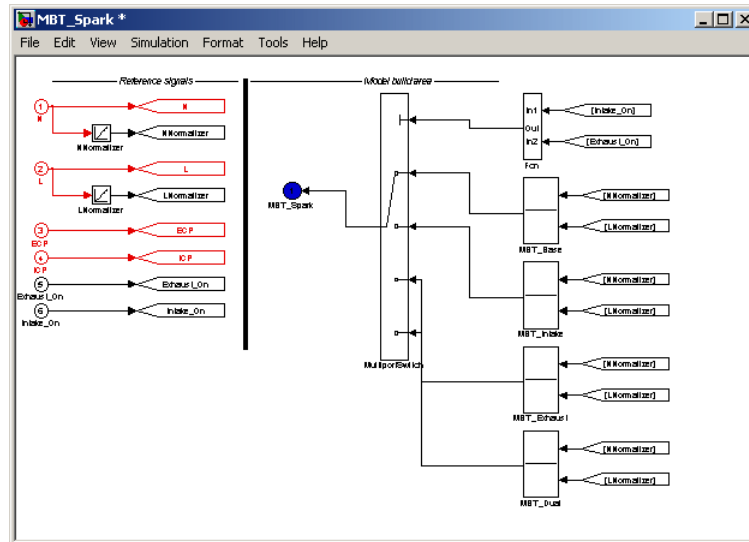 MBT_Spark *
File Edit View Simulation Format Tools Help
Reference signals
Model build area
1
N
N
NNormalizer
NNormalizer
2
L
L
LNormalizer
LNormalizer
3
ECP
ECP
4
ICP
ICP
5
Exhaust_On
Exhaust_On
6
Intake_On
Intake_On
MBT_Spark
MultiportSwitch
In1
Out
In2
Fcn
[Intake_On]
[Exhaust_On]
[NNormalizer]
[LNormalizer]
MBT_Base
[NNormalizer]
[LNormalizer]
MBT_Intake
[NNormalizer]
[LNormalizer]
MBT_Exhaust
[NNormalizer]
[LNormalizer]
MBT_Dual